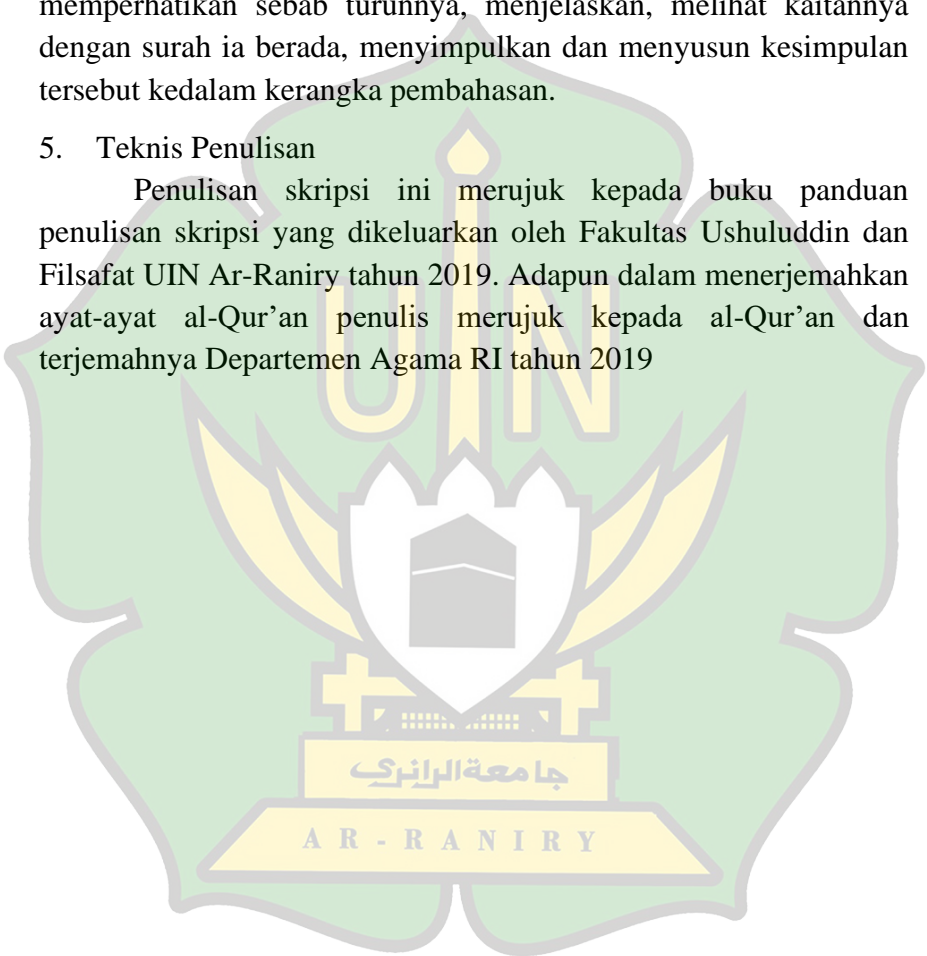 memperhatikan sebab turunnya, menjelaskan, melihat kaitannya
dengan surah ia berada, menyimpulkan dan menyusun kesimpulan
tersebut kedalam kerangka pembahasan.
5. Teknis Penulisan
Penulisan skripsi ini merujuk kepada buku panduan
penulisan skripsi yang dikeluarkan oleh Fakultas Ushuluddin dan
Filsafat UIN Ar-Raniry tahun 2019. Adapun dalam menerjemahkan
ayat-ayat al-Qur’an penulis merujuk kepada al-Qur’an dan
terjemahnya Departemen Agama RI tahun 2019
UIN
جامعةالرانري
AR-RANIRY